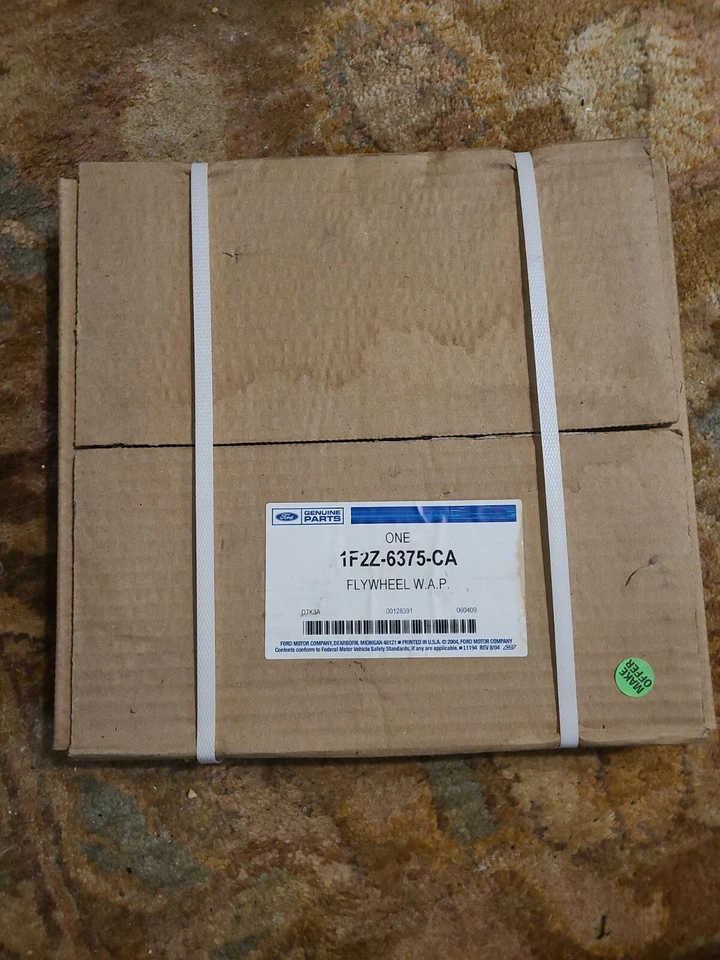 Ford GENUINE PARTS
ONE
1F2Z-6375-CA
FLYWHEEL W.A.P.
DTK3A 00128391 060409
FORD MOTOR COMPANY, DEARBORN, MICHIGAN 48121 ■ PRINTED IN U.S.A. © 2004, FORD MOTOR COMPANY
Contents conform to Federal Motor Vehicle Safety Standards, if any are applicable. ■ L1194 REV 8/04
MAKE
OFFER